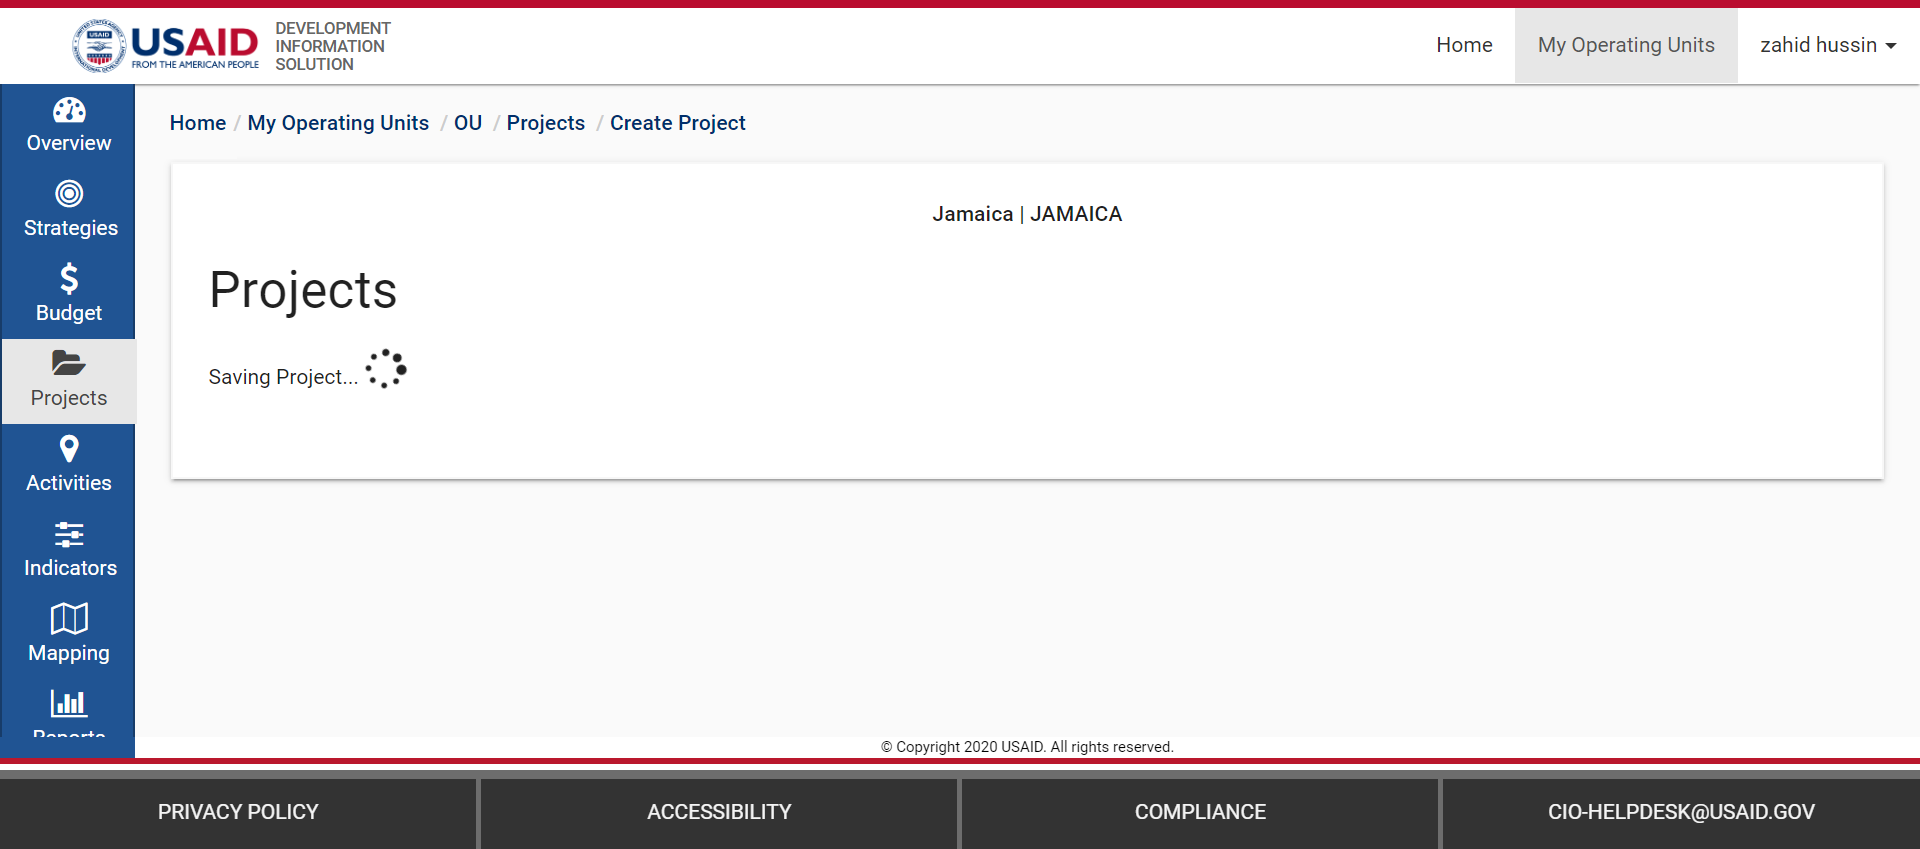 USAID
FROM THE AMERICAN PEOPLE
DEVELOPMENT
INFORMATION
SOLUTION
Home
My Operating Units
zahid hussin
Overview
Strategies
Budget
Projects
Activities
Indicators
Mapping
Reports
Home / My Operating Units / OU / Projects / Create Project
Jamaica | JAMAICA
Projects
Saving Project...
© Copyright 2020 USAID. All rights reserved.
PRIVACY POLICY
ACCESSIBILITY
COMPLIANCE
CIO-HELPDESK@USAID.GOV